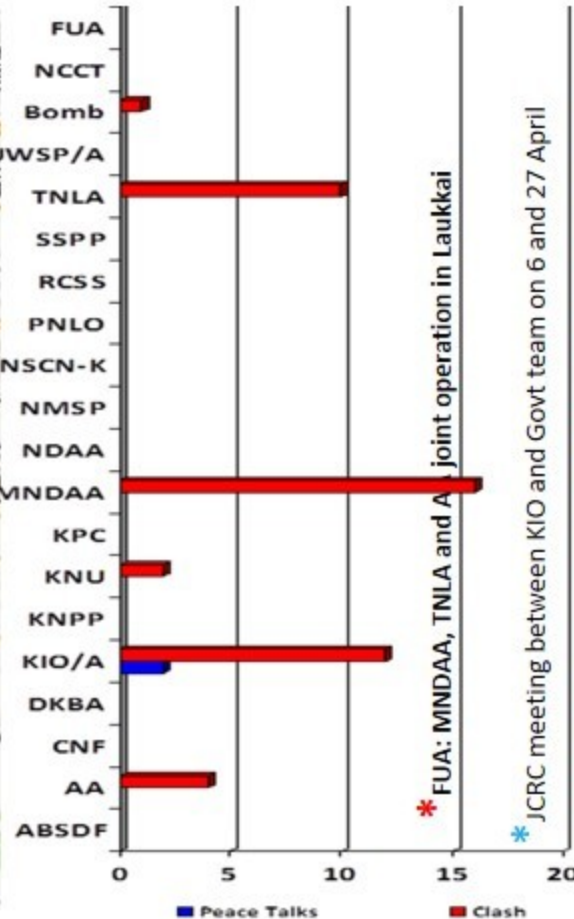 FUA
NCCT
Bomb
UWSP/A
TNLA
SSPP
RCSS
PNLO
NSCN-K
NMSP
NDAA
MNDAA
KPC
KNU
KNPP
KIO/A
DKBA
CNF
AA
ABSDF
0 5 10 15 20
Peace Talks Clash
* FUA: MNDAA, TNLA and AA joint operation in Laukkai
* JCRC meeting between KIO and Govt team on 6 and 27 April